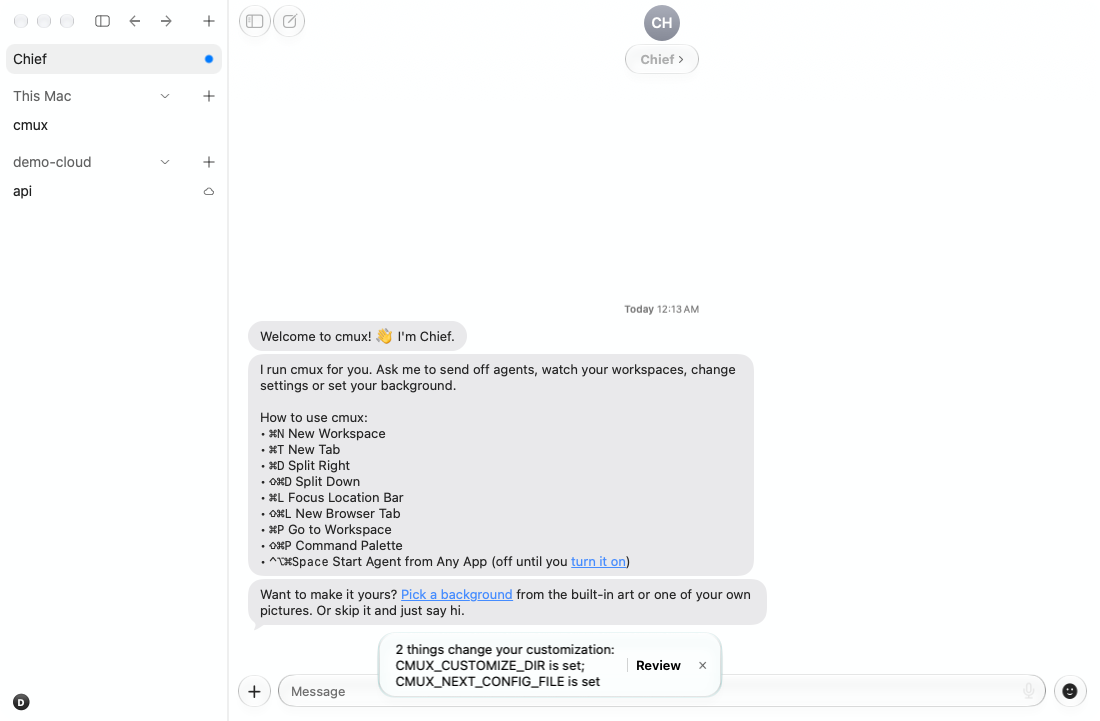 Chief
This Mac
cmux
demo-cloud
api
D
CH
Chief >
Today 12:13 AM
Welcome to cmux! 👋 I'm Chief.
I run cmux for you. Ask me to send off agents, watch your workspaces, change
settings or set your background.
How to use cmux:
• ⌘N New Workspace
• ⌘T New Tab
• ⌘D Split Right
• ⇧⌘D Split Down
• ⌘L Focus Location Bar
• ⇧⌘L New Browser Tab
• ⌘P Go to Workspace
• ⇧⌘P Command Palette
• ^⌥⌘Space Start Agent from Any App (off until you turn it on)
Want to make it yours? Pick a background from the built-in art or one of your own
pictures. Or skip it and just say hi.
2 things change your customization:
CMUX_CUSTOMIZE_DIR is set;
CMUX_NEXT_CONFIG_FILE is set
Review
Message